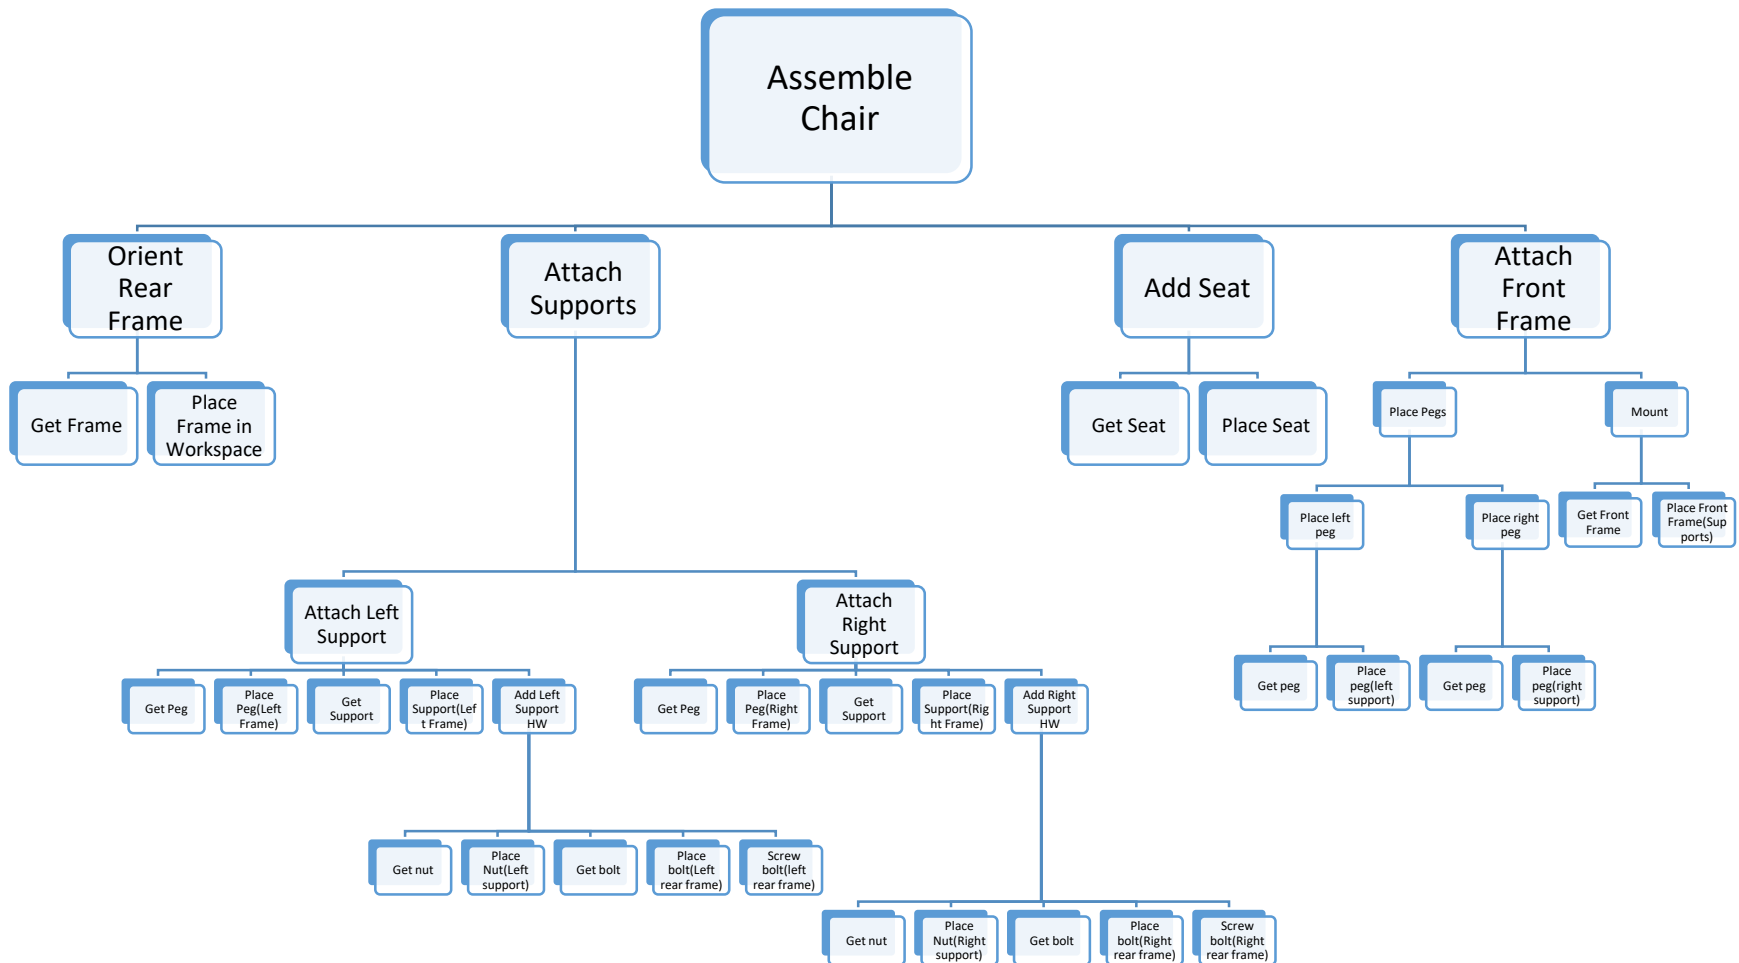 Assemble
Chair
Orient
Rear
Frame
Attach
Supports
Add Seat
Attach
Front
Frame
Get Frame
Place
Frame in
Workspace
Get Seat
Place Seat
Place Pegs
Mount
Place left
peg
Place right
peg
Get Front
Frame
Place Front
Frame(Sup
ports)
Attach Left
Support
Attach
Right
Support
Get peg
Place
peg(left
support)
Get peg
Place
peg(right
support)
Get Peg
Place
Peg(Left
Frame)
Get
Support
Place
Support(Lef
t Frame)
Add Left
Support
HW
Get Peg
Place
Peg(Right
Frame)
Get
Support
Place
Support(Rig
ht Frame)
Add Right
Support
HW
Get nut
Place
Nut(Left
support)
Get bolt
Place
bolt(Left
rear frame)
Screw
bolt(left
rear frame)
Get nut
Place
Nut(Right
support)
Get bolt
Place
bolt(Right
rear frame)
Screw
bolt(Right
rear frame)